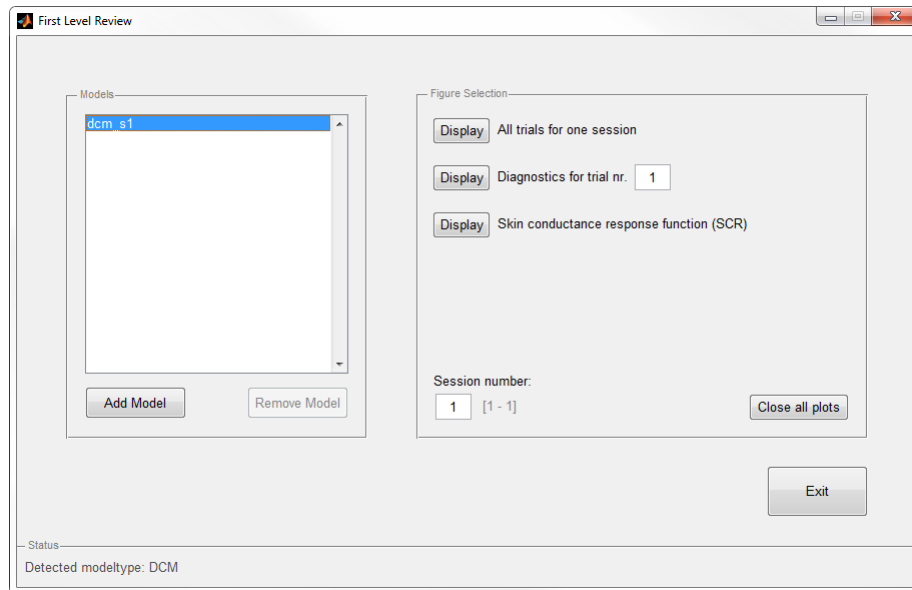 First Level Review
Models
dcm_s1
Add Model
Remove Model
Figure Selection
Display All trials for one session
Display Diagnostics for trial nr. 1
Display Skin conductance response function (SCR)
Session number:
1 [1 - 1]
Close all plots
Exit
Status
Detected modeltype: DCM